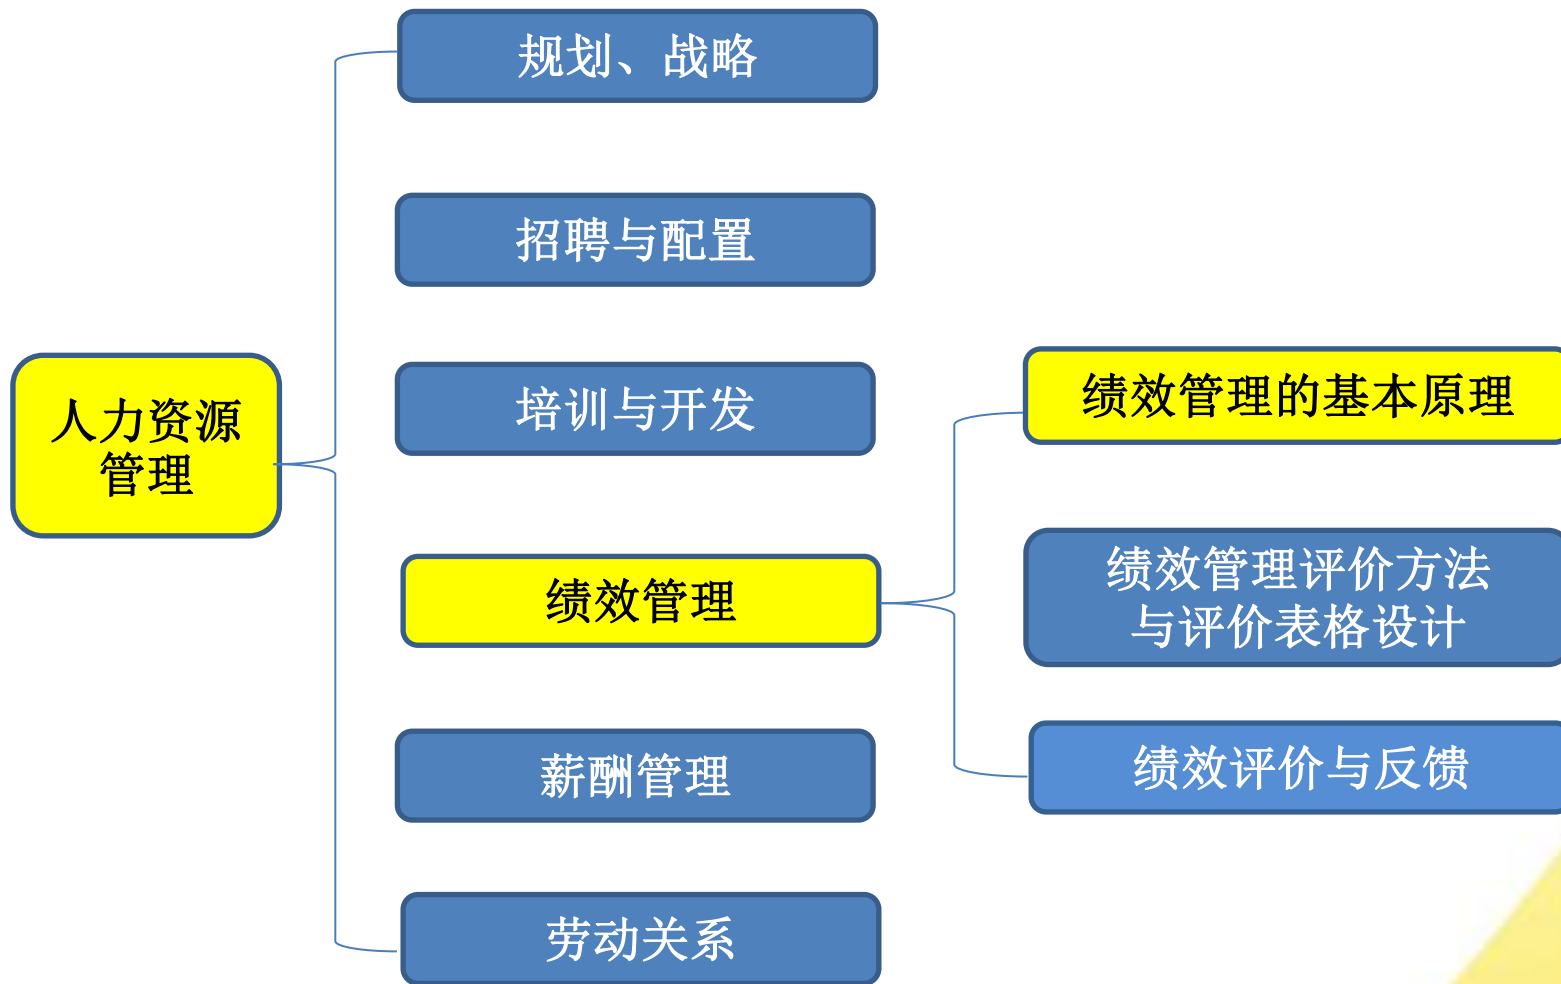 规划、战略
招聘与配置
培训与开发
人力资源
管理
绩效管理
薪酬管理
劳动关系
绩效管理的基本原理
绩效管理评价方法
与评价表格设计
绩效评价与反馈